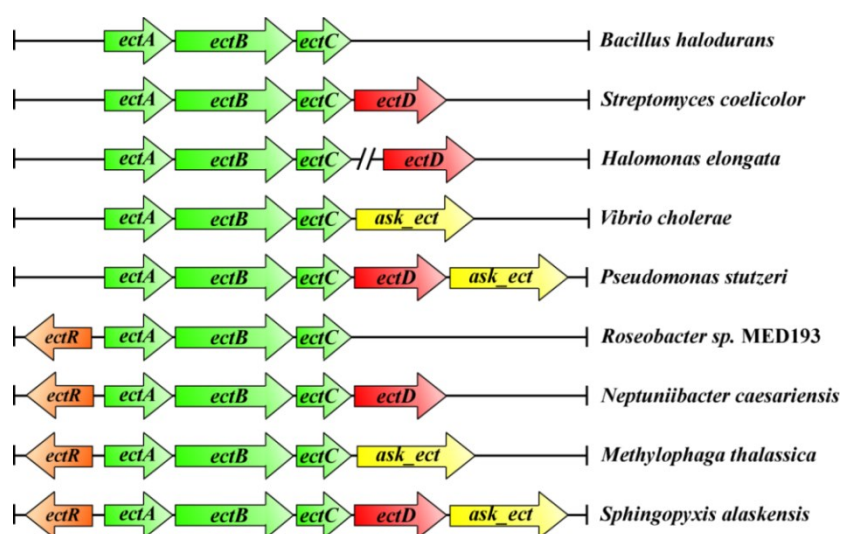 ectA ectB ectC Bacillus halodurans
ectA ectB ectC ectD Streptomyces coelicolor
ectA ectB ectC // ectD Halomonas elongata
ectA ectB ectC ask_ect Vibrio cholerae
ectA ectB ectC ectD ask_ect Pseudomonas stutzeri
ectR ectA ectB ectC Roseobacter sp. MED193
ectR ectA ectB ectC ectD Neptuniibacter caesariensis
ectR ectA ectB ectC ask_ect Methylophaga thalassica
ectR ectA ectB ectC ectD ask_ect Sphingopyxis alaskensis